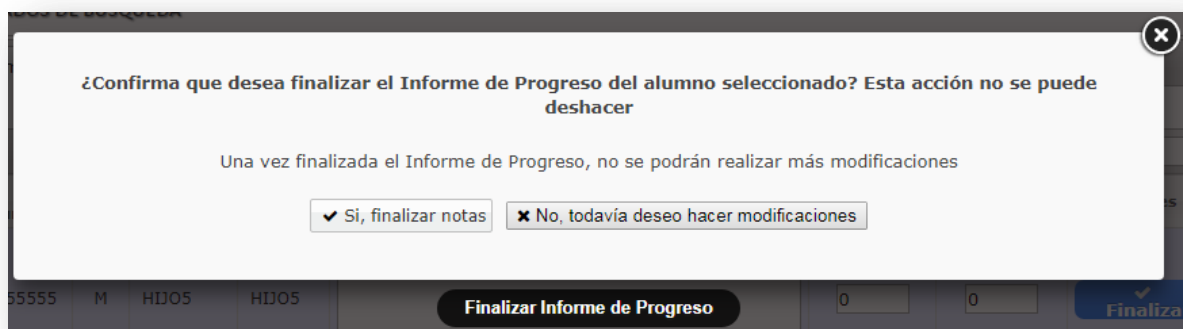 ¿Confirma que desea finalizar el Informe de Progreso del alumno seleccionado? Esta acción no se puede
deshacer
Una vez finalizada el Informe de Progreso, no se podrán realizar más modificaciones
Si, finalizar notas
No, todavía deseo hacer modificaciones
55555 M HIJO5 HIJO5 0 0
Finalizar Informe de Progreso